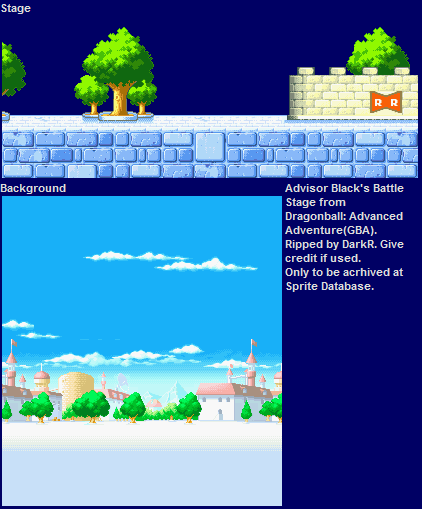 Stage
R R
Background
Advisor Black's Battle
Stage from
Dragonball: Advanced
Adventure(GBA).
Ripped by DarkR. Give
credit if used.
Only to be acrhived at
Sprite Database.